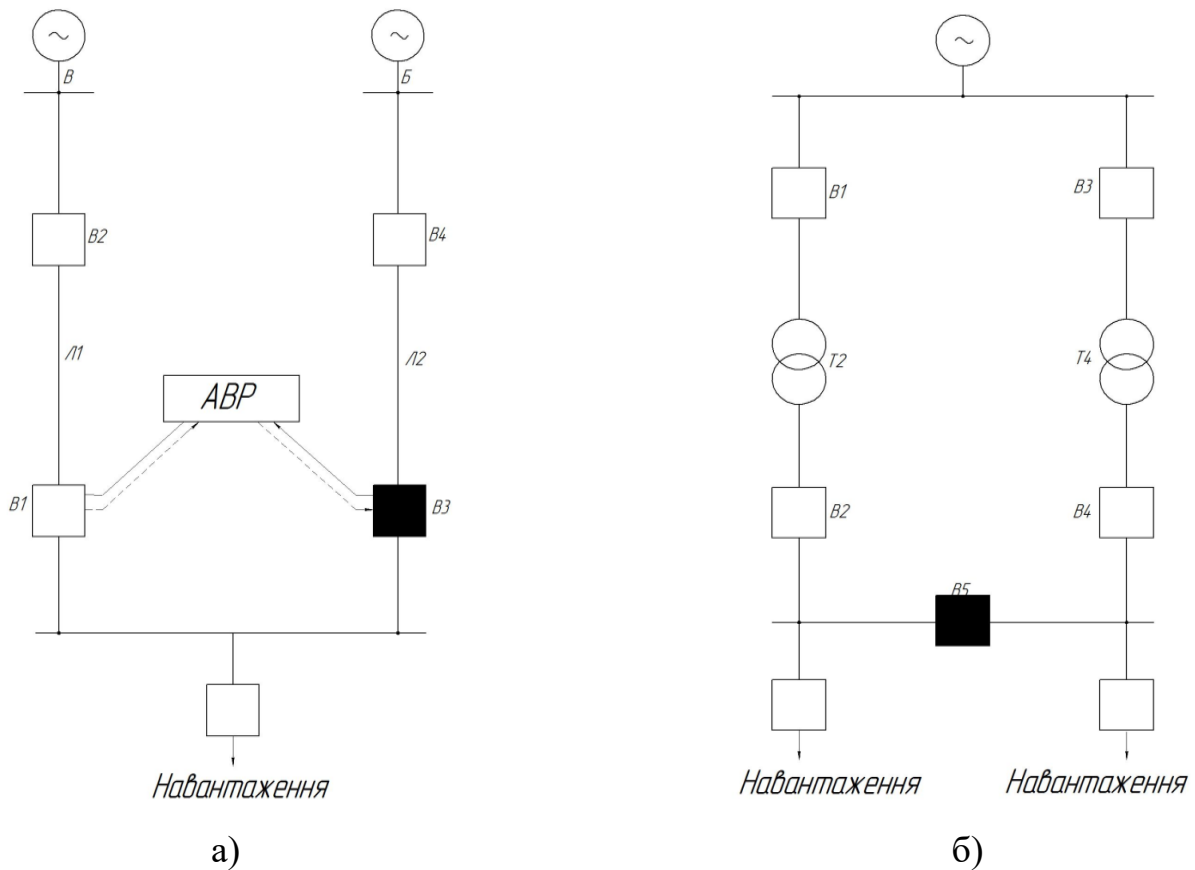 В
Б
В2
В4
Л1
Л2
АВР
В1
В3
Навантаження
а)
В1
В3
Т2
Т4
В2
В4
В5
Навантаження
Навантаження
б)